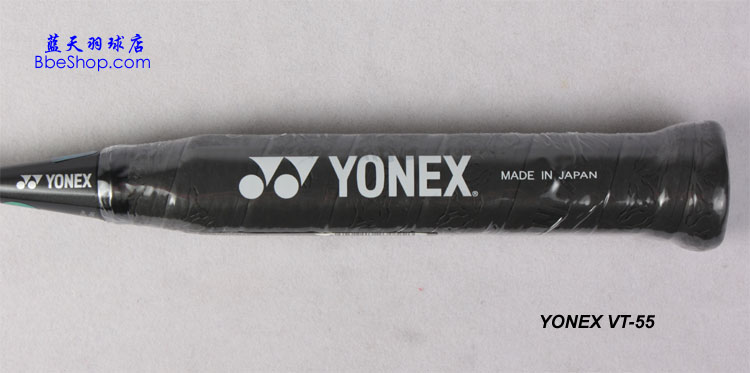 蓝天羽球店
BbeShop.com
YONEX
YONEX®
MADE IN JAPAN
YONEX VT-55